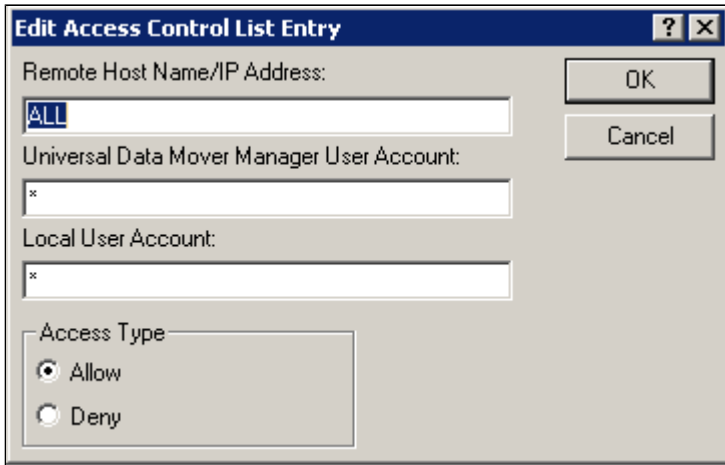 Edit Access Control List Entry ? ×
Remote Host Name/IP Address:
OK
ALL
Cancel
Universal Data Mover Manager User Account:
*
Local User Account:
*
Access Type
Allow
Deny